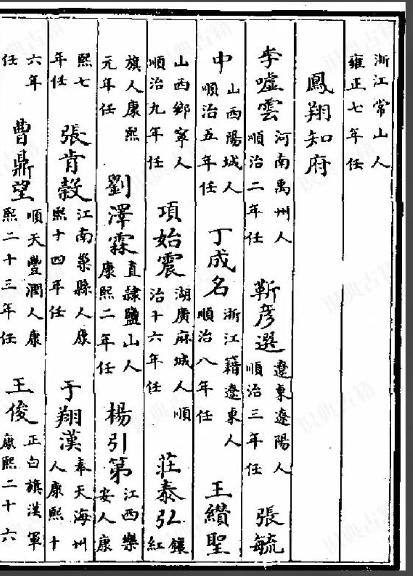 浙江常山人雍正七年任
鳳翔知府
李嘘雲河南禹州人順治二年任靳彦選遼東遼陽人順治三年任張毓
中山西陽城人順治五年任丁成名浙江籍遼東人順治八年任王纘聖
山西鄉寧人順治九年任項始震湖廣麻城人順治十六年任莊泰弘鑲紅
旗人康熙元年任劉澤霖直隸鹽山人康熙二年任楊引第江西樂安人康
熙七年任張肯穀江南巢縣人康熙十四年任于翔漢奉天海州人康熙十
六年任曹鼎望順天豐潤人康熙二十三年任王俊正白旗漢軍康熙二十六